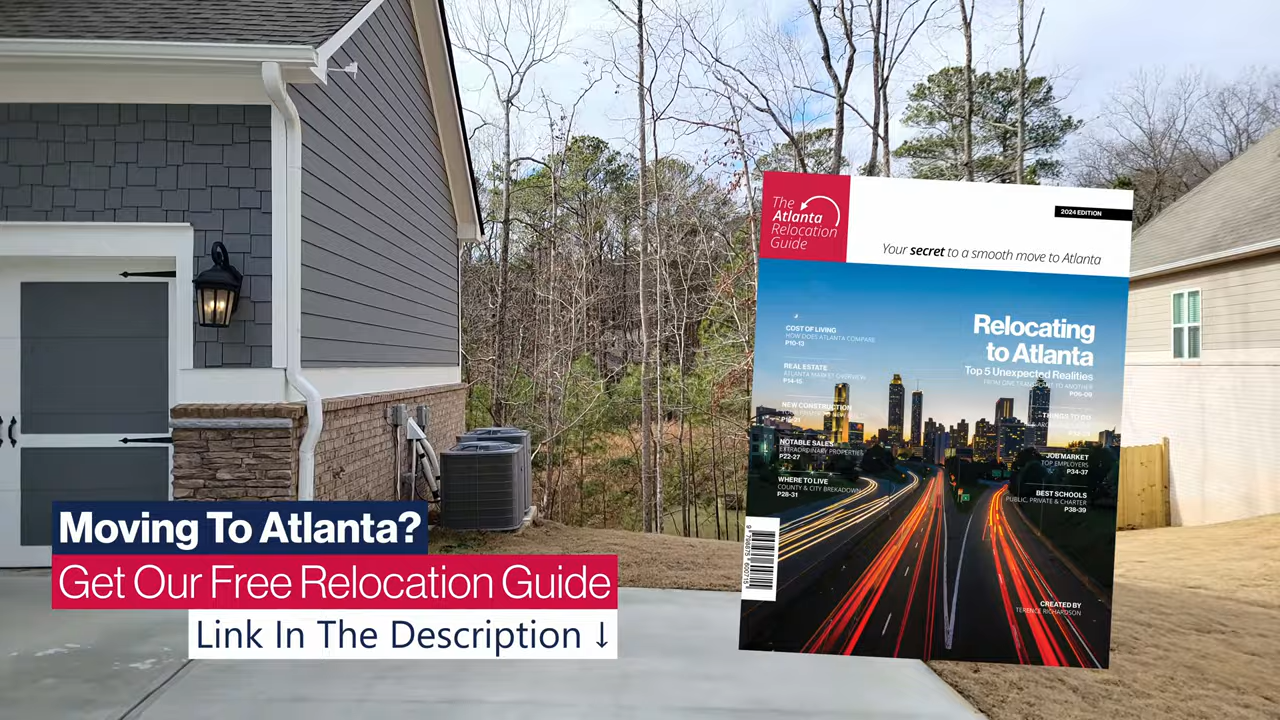 Moving To Atlanta?
Get Our Free Relocation Guide
Link In The Description ↓
The
Atlanta
Relocation
Guide
2024 EDITION
Your secret to a smooth move to Atlanta
Relocating
to Atlanta
Top 5 Unexpected Realities
P06-09
COST OF LIVING
HOW DOES ATLANTA COMPARE
P10-13
REAL ESTATE
ATLANTA MARKET OVERVIEW
P14-15
NEW CONSTRUCTION
NOTABLE SALES
EXTRAORDINARY PROPERTIES
P22-27
WHERE TO LIVE
COUNTY & CITY BREAKADOWN
P28-31
THINGS TO DO
JOB MARKET
TOP EMPLOYERS
P34-37
BEST SCHOOLS
PUBLIC, PRIVATE & CHARTER
P38-39
CREATED BY
TERENCE RICHARDSON